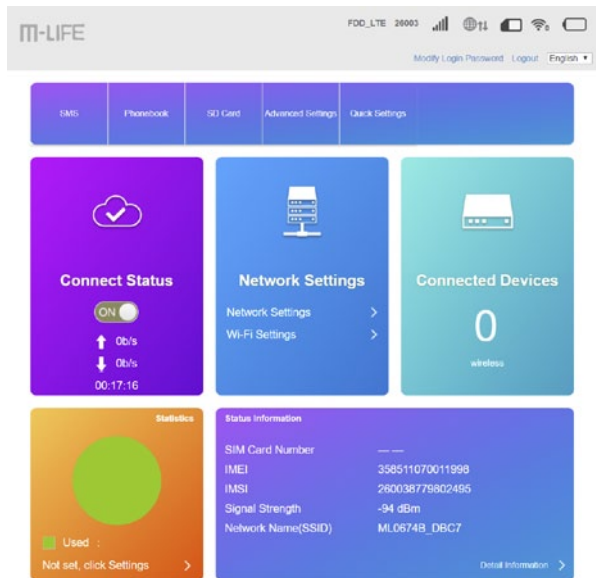 m-LIFE
FDD_LTE 26003
Modify Login Password Logout English
SMS Phonebook SD Card Advanced Settings Quick Settings
Connect Status
ON
0b/s
0b/s
00:17:16
Network Settings
Network Settings >
Wi-Fi Settings >
Connected Devices
0
wireless
Statistics
Used :
Not set, click Settings >
Status Information
SIM Card Number — —
IMEI 358511070011998
IMSI 260038779802495
Signal Strength -94 dBm
Network Name(SSID) ML0674B_DBC7
Detail Information >